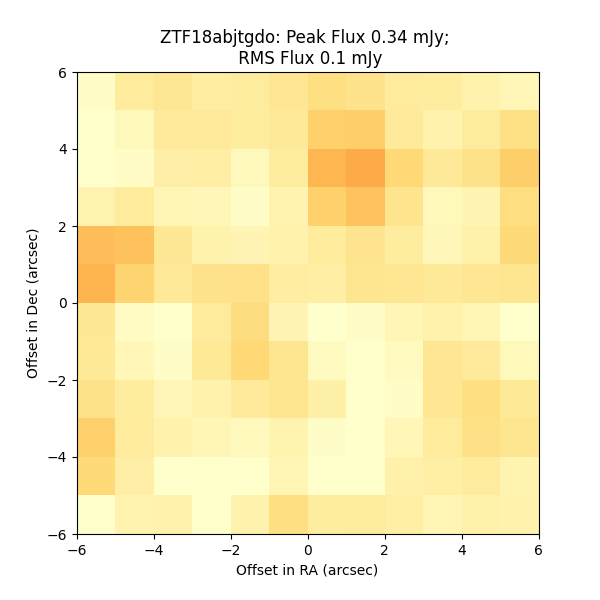 ZTF18abjtgdo: Peak Flux 0.34 mJy;
RMS Flux 0.1 mJy
6
4
2
0
−2
−4
−6
Offset in Dec (arcsec)
−6 −4 −2 0 2 4 6
Offset in RA (arcsec)